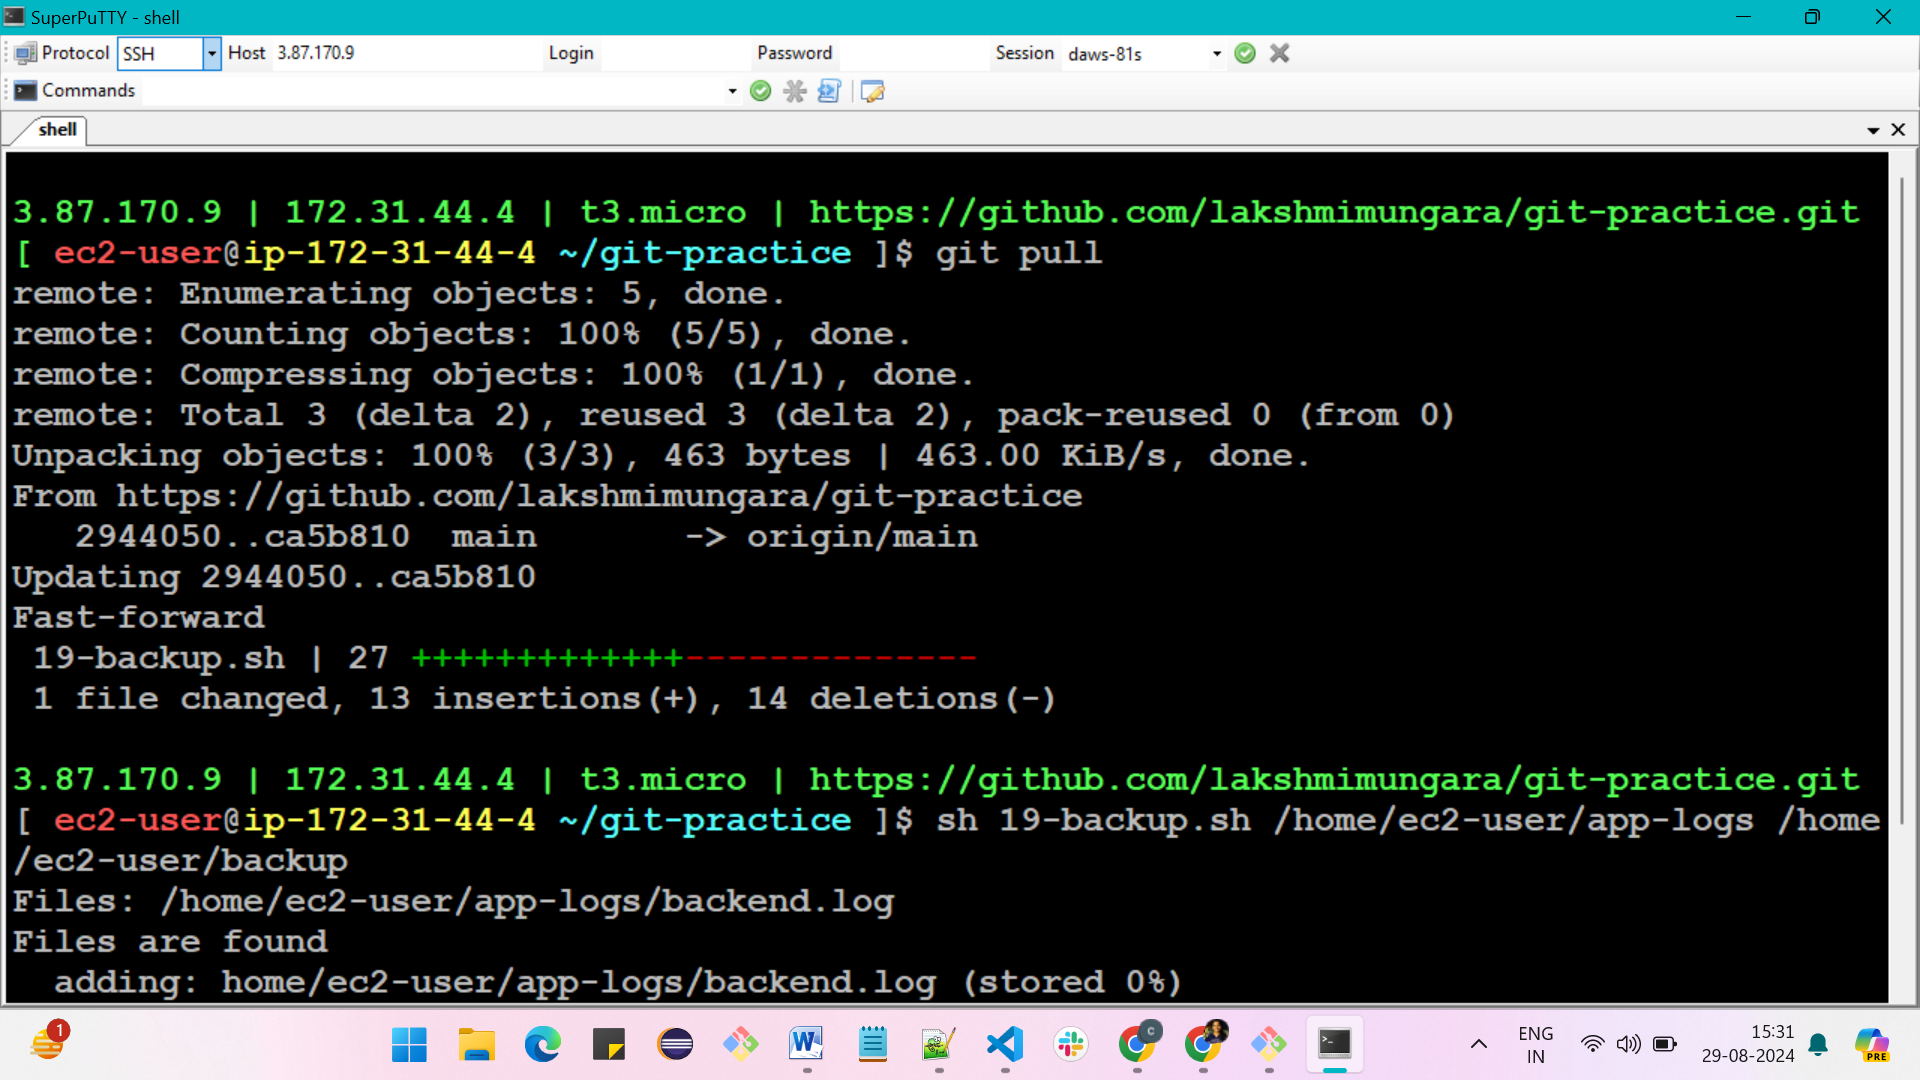 SuperPuTTY - shell
Protocol SSH Host 3.87.170.9 Login Password Session daws-81s
Commands
shell
3.87.170.9 | 172.31.44.4 | t3.micro | https://github.com/lakshmimungara/git-practice.git
[ ec2-user@ip-172-31-44-4 ~/git-practice ]$ git pull
remote: Enumerating objects: 5, done.
remote: Counting objects: 100% (5/5), done.
remote: Compressing objects: 100% (1/1), done.
remote: Total 3 (delta 2), reused 3 (delta 2), pack-reused 0 (from 0)
Unpacking objects: 100% (3/3), 463 bytes | 463.00 KiB/s, done.
From https://github.com/lakshmimungara/git-practice
   2944050..ca5b810  main       -> origin/main
Updating 2944050..ca5b810
Fast-forward
 19-backup.sh | 27 +++++++++++++--------------
 1 file changed, 13 insertions(+), 14 deletions(-)
3.87.170.9 | 172.31.44.4 | t3.micro | https://github.com/lakshmimungara/git-practice.git
[ ec2-user@ip-172-31-44-4 ~/git-practice ]$ sh 19-backup.sh /home/ec2-user/app-logs /home
/ec2-user/backup
Files: /home/ec2-user/app-logs/backend.log
Files are found
  adding: home/ec2-user/app-logs/backend.log (stored 0%)
1
W
C
ENG
IN
15:31
29-08-2024
PRE